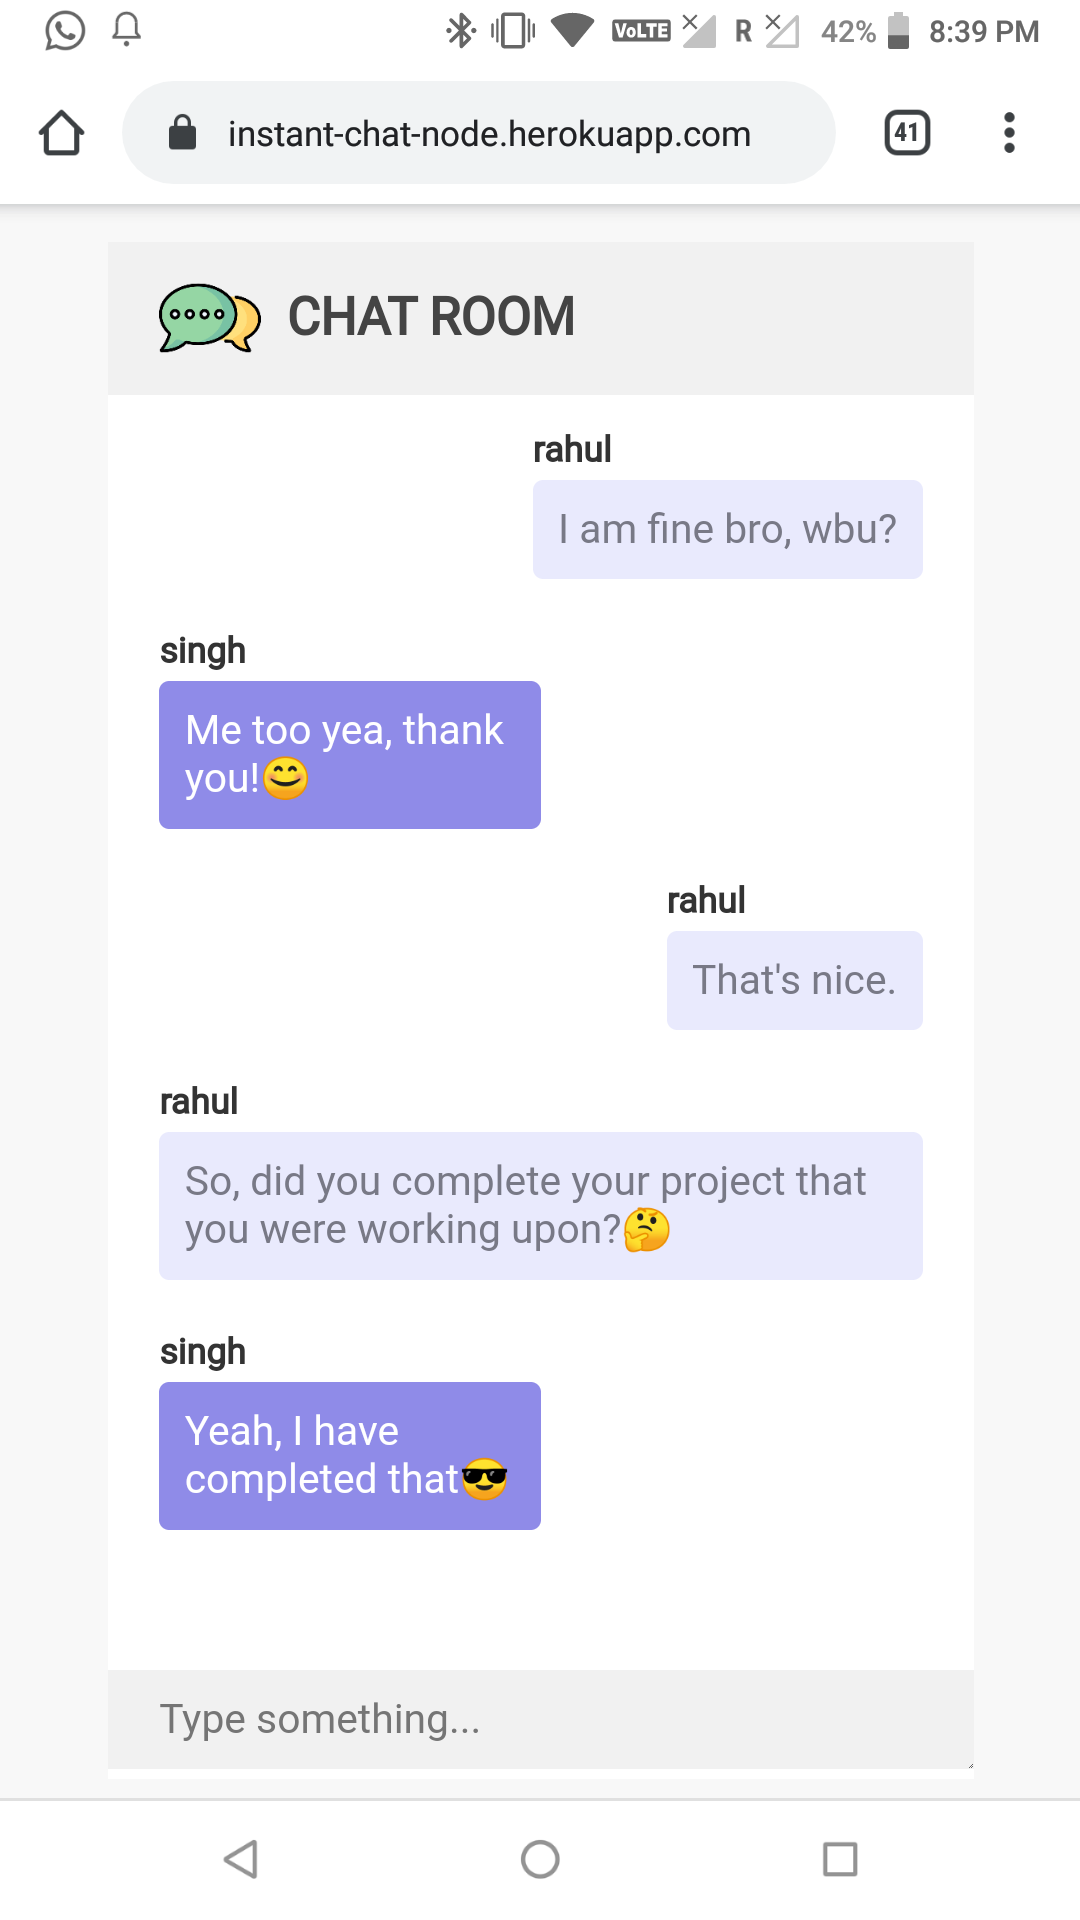 VoLTE R 42% 8:39 PM
instant-chat-node.herokuapp.com 41
CHAT ROOM
rahul
I am fine bro, wbu?
singh
Me too yea, thank
you!😊
rahul
That's nice.
rahul
So, did you complete your project that
you were working upon?🤔
singh
Yeah, I have
completed that😎
Type something...